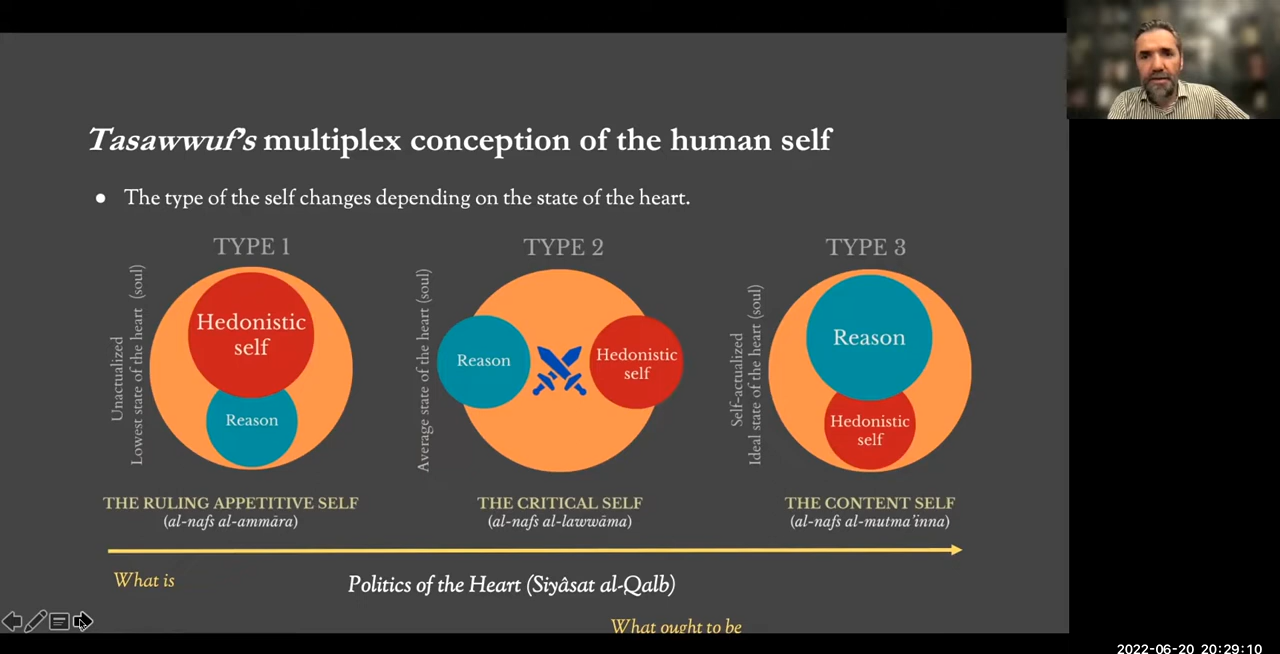 Tasawwuf's multiplex conception of the human self
● The type of the self changes depending on the state of the heart.
TYPE 1
Unactualized
Lowest state of the heart (soul)
Hedonistic
self
Reason
THE RULING APPETITIVE SELF
(al-nafs al-ammāra)
TYPE 2
Average state of the heart (soul)
Reason
Hedonistic
self
THE CRITICAL SELF
(al-nafs al-lawwāma)
TYPE 3
Self-actualized
Ideal state of the heart (soul)
Reason
Hedonistic
self
THE CONTENT SELF
(al-nafs al-mutma'inna)
What is
Politics of the Heart (Siyâsat al-Qalb)
What ought to be
2022-06-20 20:29:10